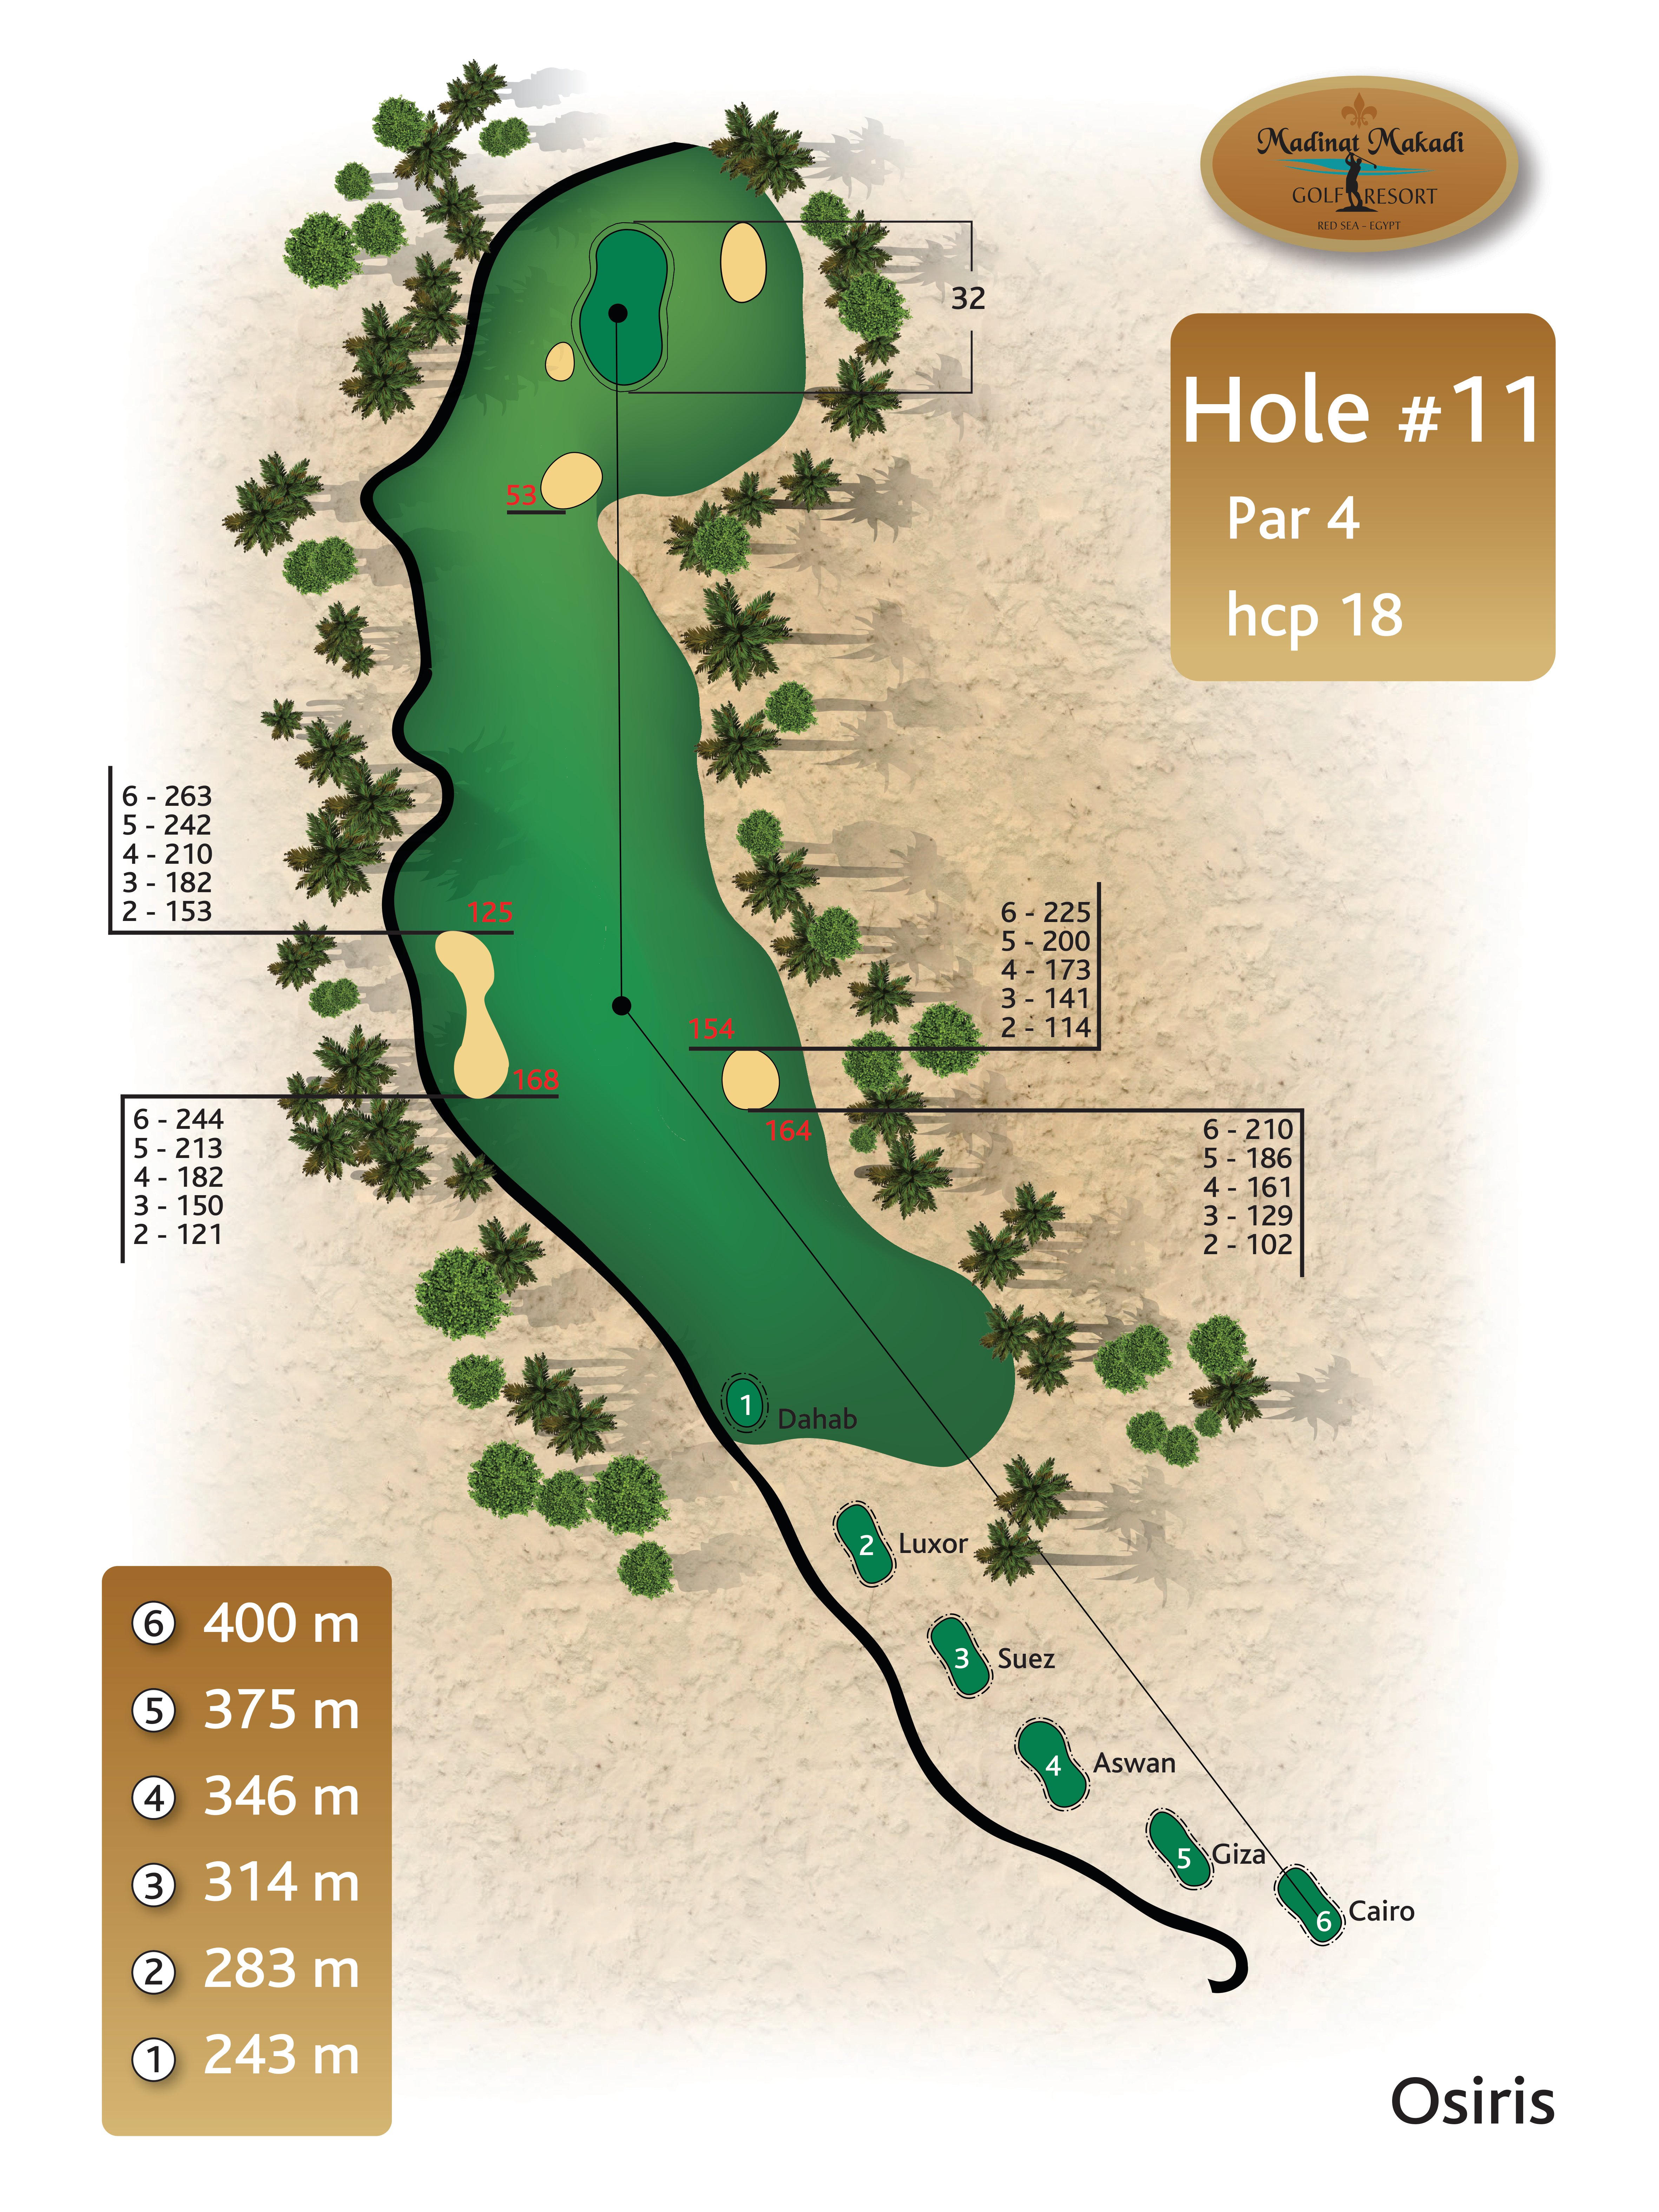 Madinat Makadi
GOLF RESORT
RED SEA - EGYPT
32
Hole #11
Par 4
hcp 18
53
6 - 263
5 - 242
4 - 210
3 - 182
2 - 153
125
6 - 225
5 - 200
4 - 173
3 - 141
2 - 114
154
168
6 - 244
5 - 213
4 - 182
3 - 150
2 - 121
164
6 - 210
5 - 186
4 - 161
3 - 129
2 - 102
1 Dahab
2 Luxor
3 Suez
4 Aswan
5 Giza
6 Cairo
6 400 m
5 375 m
4 346 m
3 314 m
2 283 m
1 243 m
Osiris